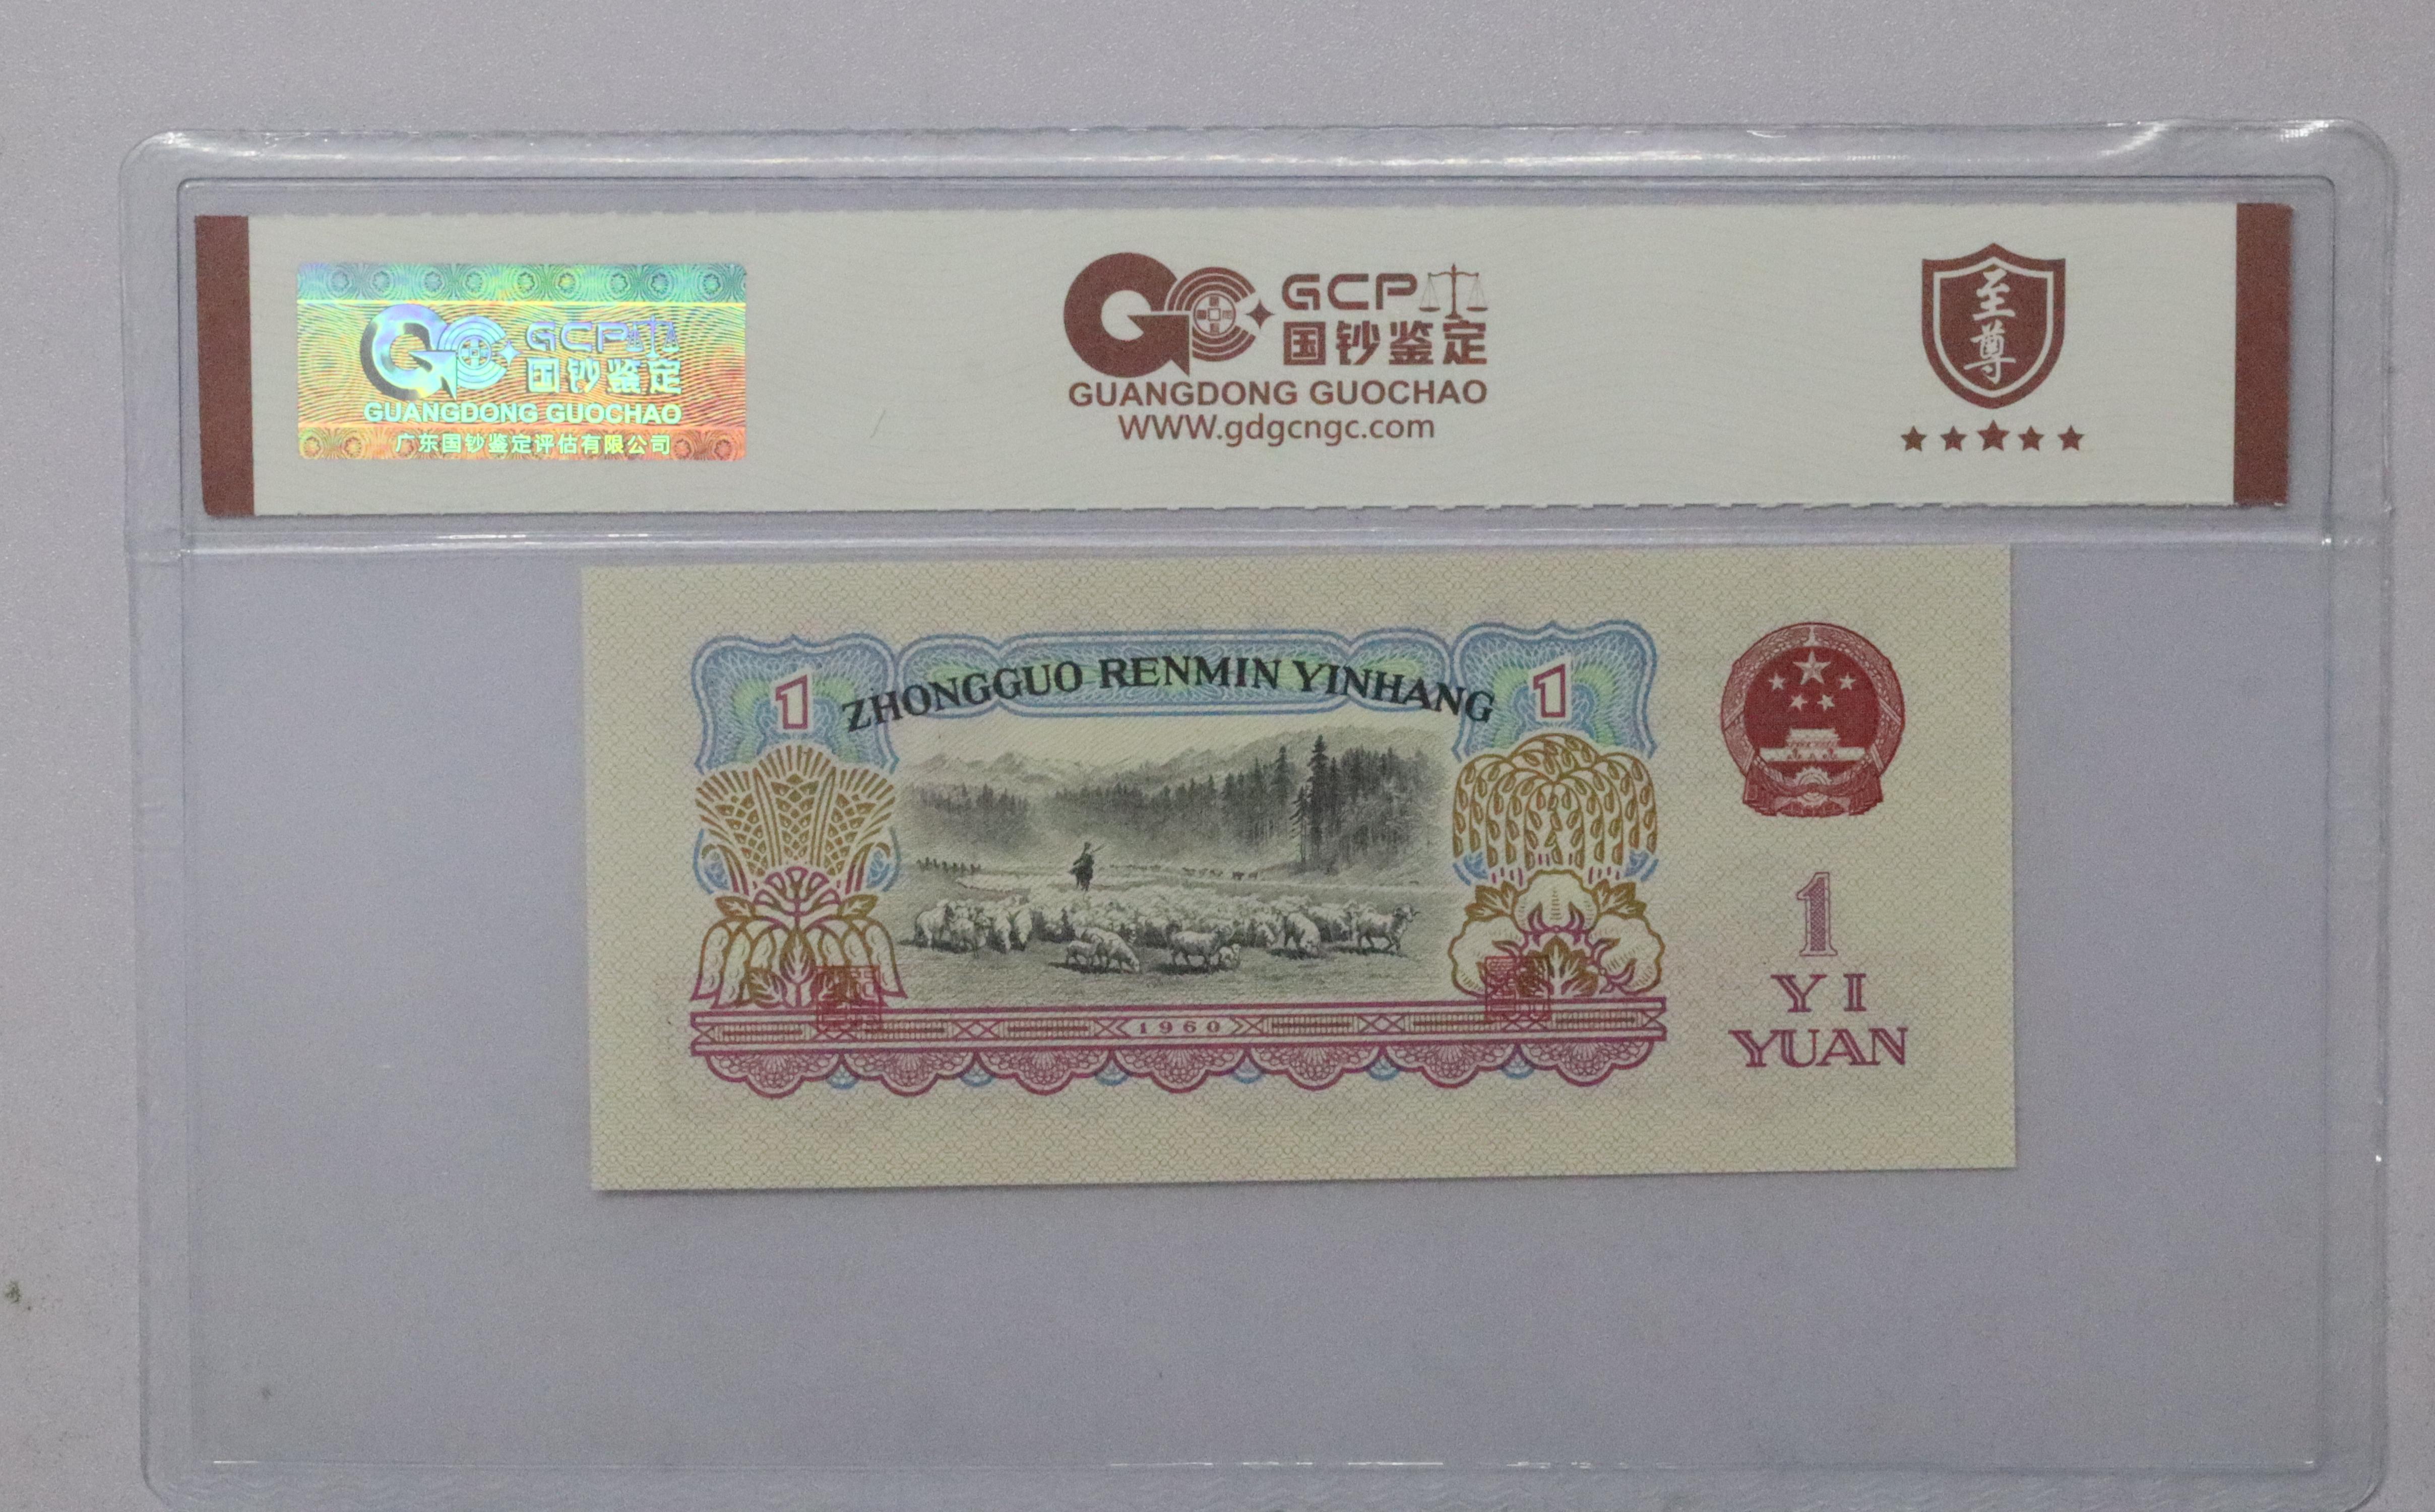 GCP
国钞鉴定
GUANGDONG GUOCHAO
广东国钞鉴定评估有限公司
GCP
国钞鉴定
GUANGDONG GUOCHAO
WWW.gdgcngc.com
至尊
1 ZHONGGUO RENMIN YINHANG 1
1960
1
YI
YUAN